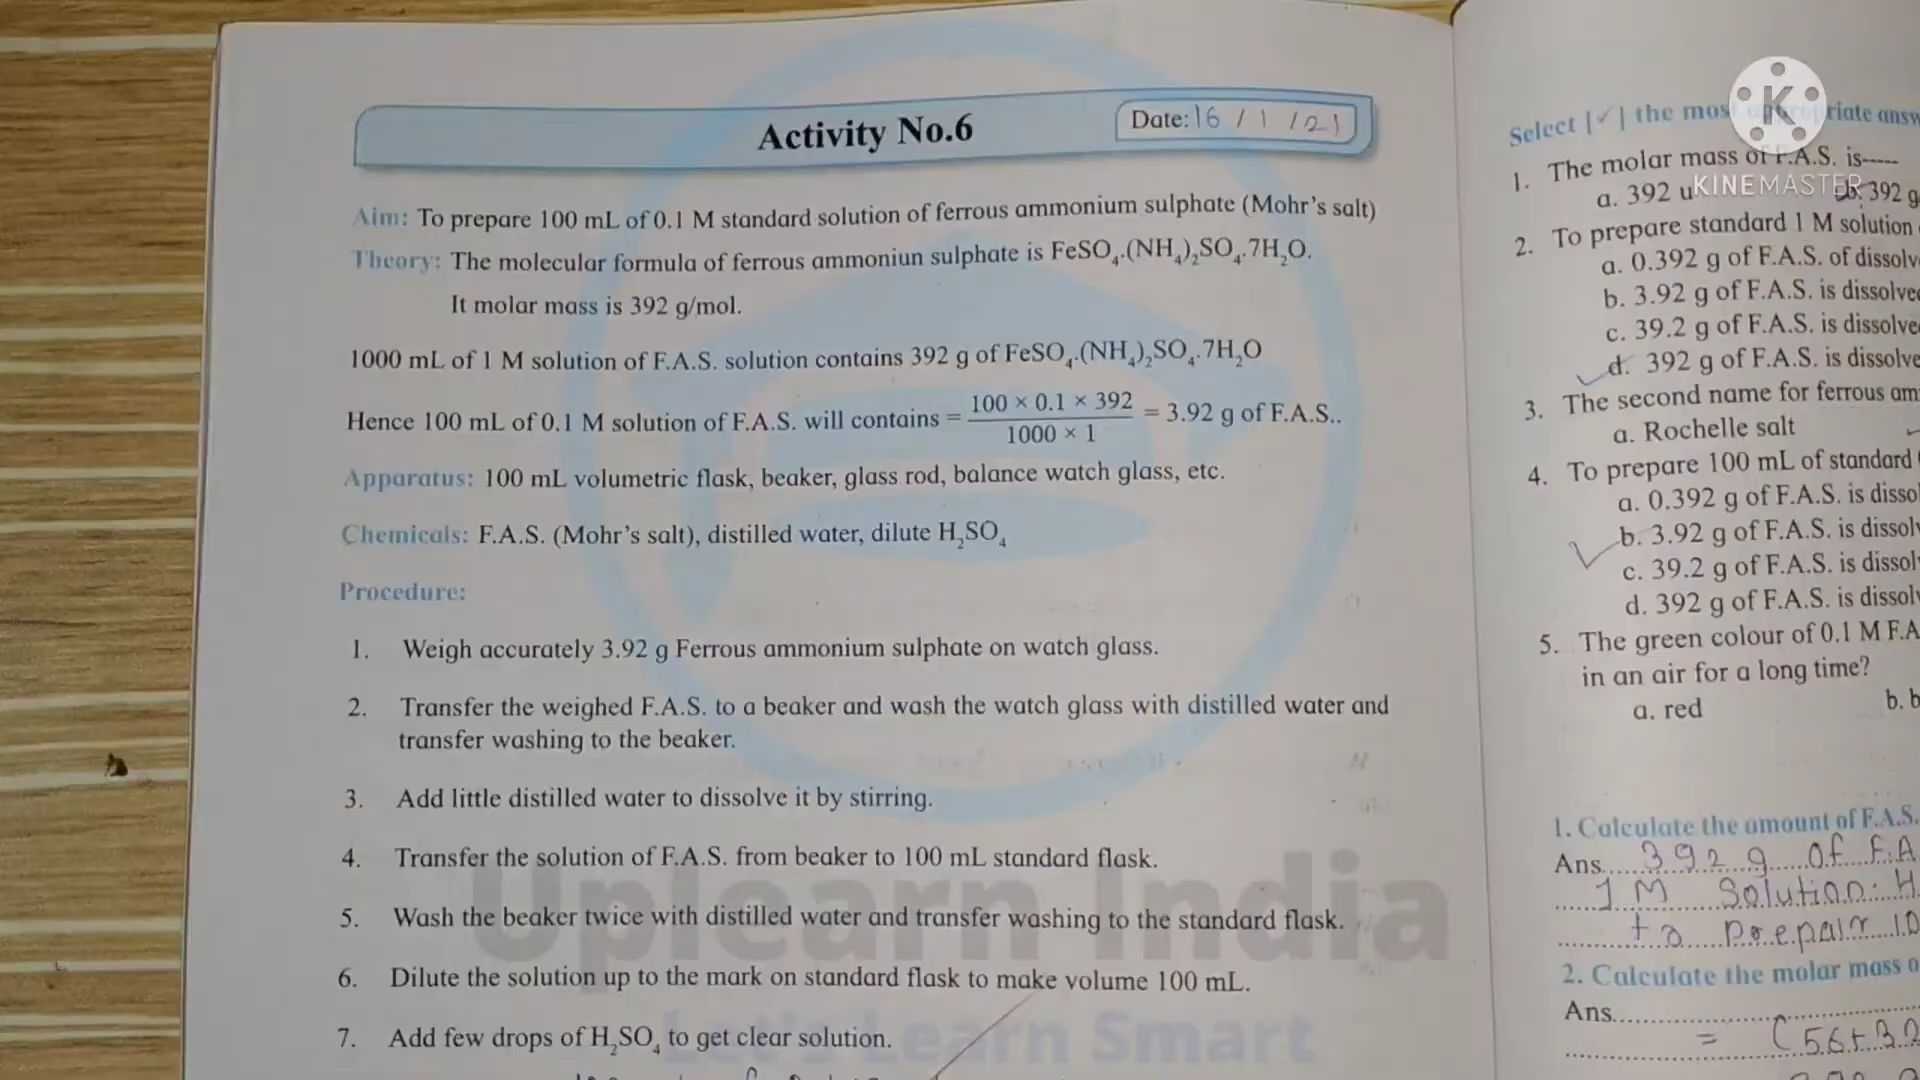 Activity No.6
Date: 16 / 1 / 21
Aim: To prepare 100 mL of 0.1 M standard solution of ferrous ammonium sulphate (Mohr's salt)
Theory: The molecular formula of ferrous ammoniun sulphate is FeSO₄.(NH₄)₂SO₄.7H₂O.
It molar mass is 392 g/mol.
1000 mL of 1 M solution of F.A.S. solution contains 392 g of FeSO₄.(NH₄)₂SO₄.7H₂O
Hence 100 mL of 0.1 M solution of F.A.S. will contains = 100 × 0.1 × 392 / 1000 × 1 = 3.92 g of F.A.S..
Apparatus: 100 mL volumetric flask, beaker, glass rod, balance watch glass, etc.
Chemicals: F.A.S. (Mohr's salt), distilled water, dilute H₂SO₄
Procedure:
1. Weigh accurately 3.92 g Ferrous ammonium sulphate on watch glass.
2. Transfer the weighed F.A.S. to a beaker and wash the watch glass with distilled water and
transfer washing to the beaker.
3. Add little distilled water to dissolve it by stirring.
4. Transfer the solution of F.A.S. from beaker to 100 mL standard flask.
5. Wash the beaker twice with distilled water and transfer washing to the standard flask.
6. Dilute the solution up to the mark on standard flask to make volume 100 mL.
7. Add few drops of H₂SO₄ to get clear solution.
Uplearn India
Let's Learn Smart
K
KINEMASTER
Select [✓] the most
1. The molar mass of F.A.S. is-----
a. 392 u b. 392 g
2. To prepare standard 1 M solution
a. 0.392 g of F.A.S. of
b. 3.92 g of F.A.S. is
c. 39.2 g of F.A.S. is
d. 392 g of F.A.S. is
3. The second name for ferrous
a. Rochelle salt
4. To prepare 100 mL of standard
a. 0.392 g of F.A.S. is
b. 3.92 g of F.A.S. is
c. 39.2 g of F.A.S. is
d. 392 g of F.A.S. is
5. The green colour of 0.1 M
in an air for a long time?
a. red b.
1. Calculate the amount of F.A.S.
Ans. 392 g of
1 M Solution.
to Prepair
2. Calculate the molar mass
Ans.
= (56+32